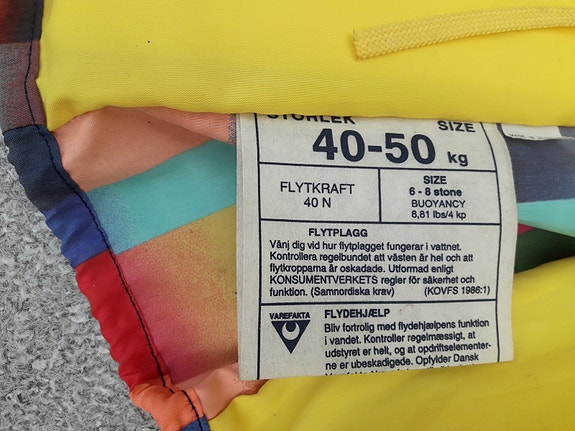 STORLEK SIZE
40-50 kg
FLYTKRAFT
40 N
SIZE
6 - 8 stone
BUOYANCY
8,81 lbs/4 kp
FLYTPLAGG
Vänj dig vid hur flytplagget fungerar i vattnet.
Kontrollera regelbundet att västen är hel och att
flytkropparna är oskadade. Utformad enligt
KONSUMENTVERKETS regler för säkerhet och
funktion. (Samnordiska krav) (KOVFS 1986:1)
VAREFAKTA
FLYDEHJÆLP
Bliv fortrolig med flydehjælpens funktion
i vandet. Kontroller regelmæssigt, at
udstyret er helt, og at opdriftselementer-
ne er ubeskadigede. Opfylder Dansk